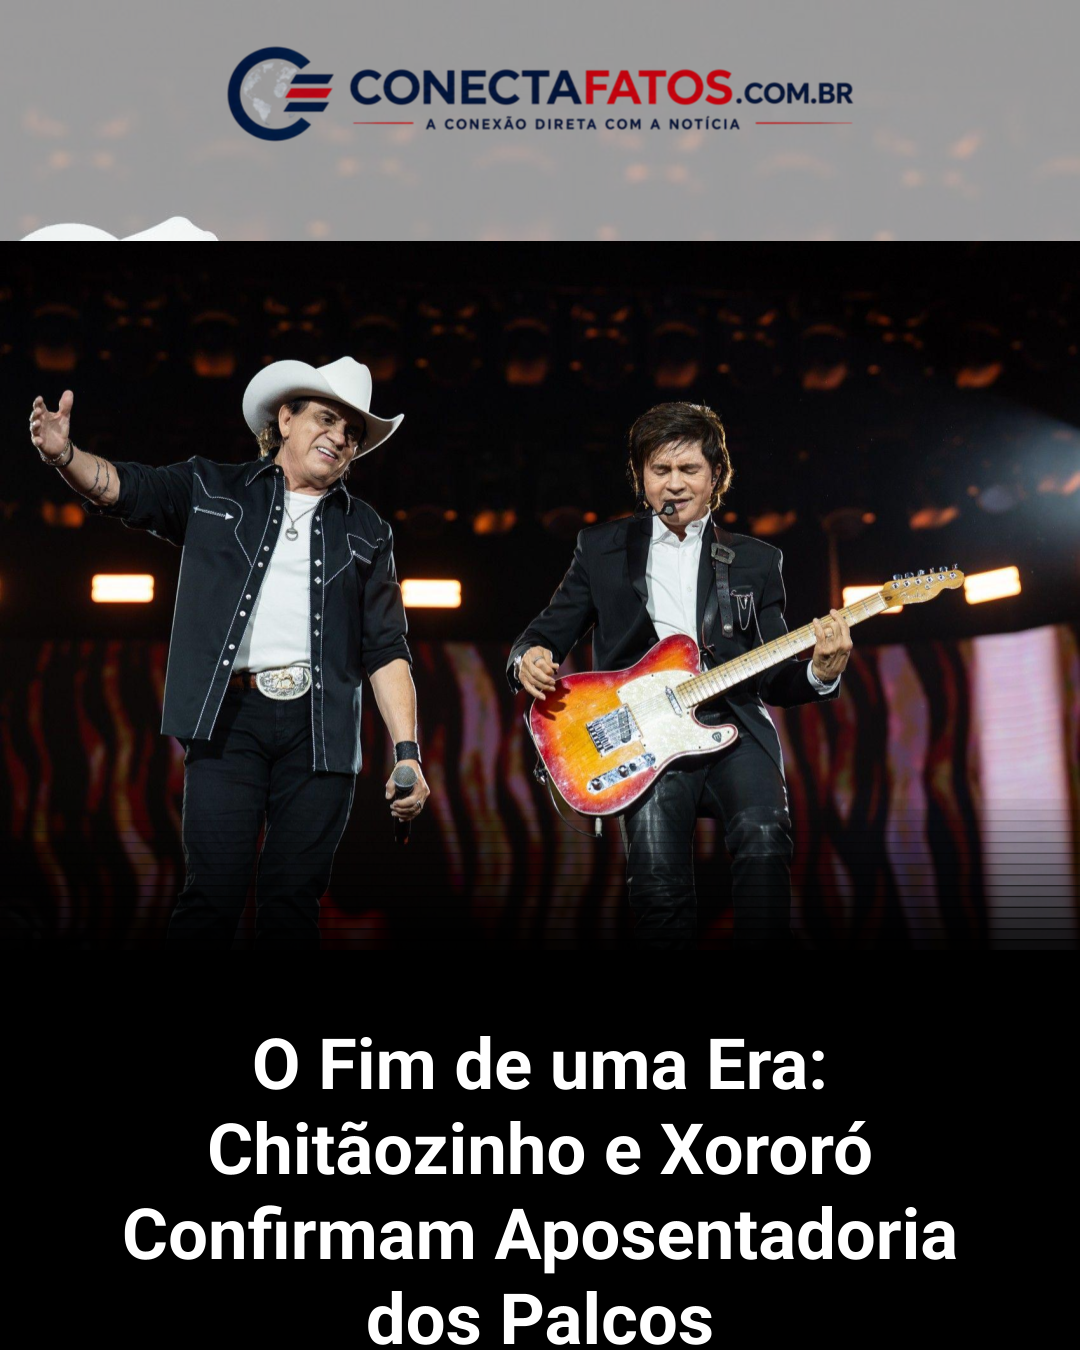 CONECTAFATOS.COM.BR
A CONEXÃO DIRETA COM A NOTÍCIA
O Fim de uma Era:
Chitãozinho e Xororó
Confirmam Aposentadoria
dos Palcos